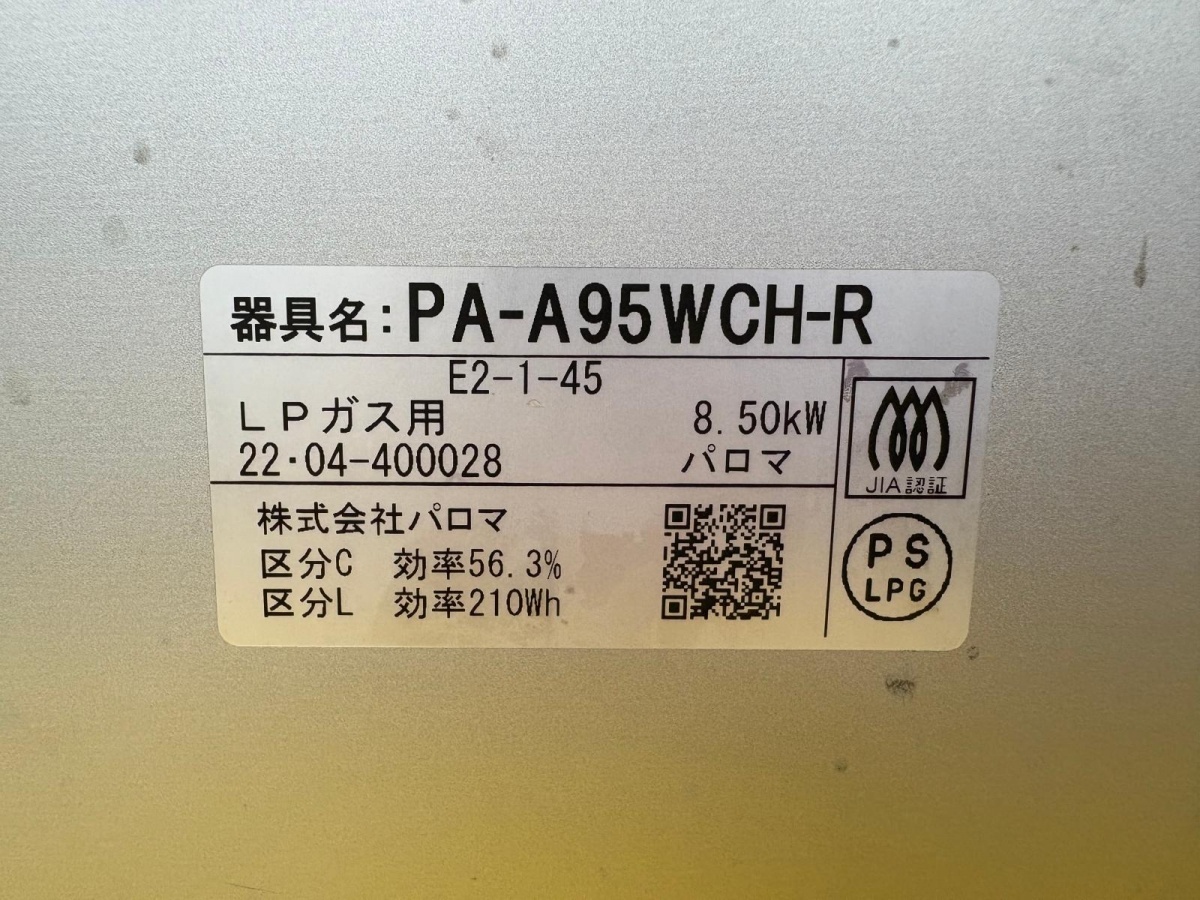 器具名:PA-A95WCH-R
E2-1-45
LPガス用 8.50kW
22・04-400028 パロマ
JIA認証
株式会社パロマ
区分C 効率56.3%
区分L 効率210Wh
PS
LPG